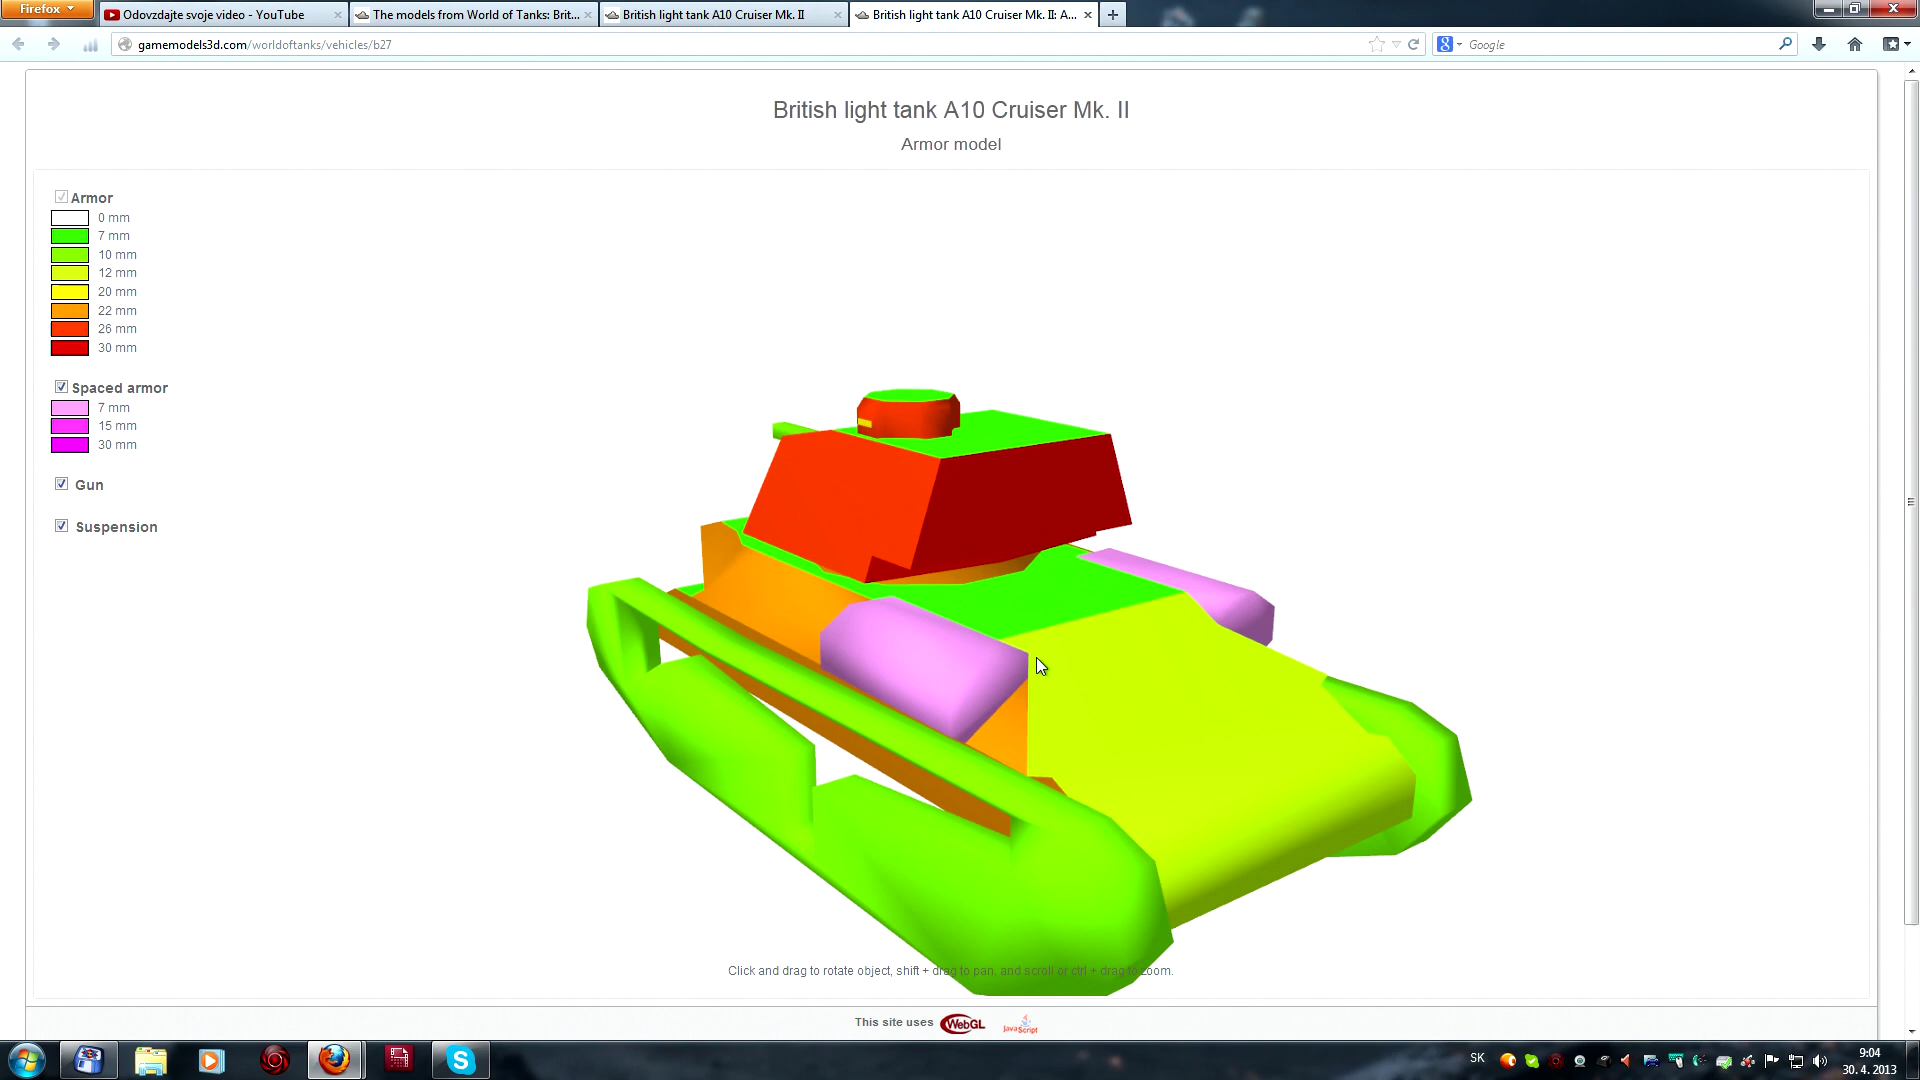 Firefox
Odovzdajte svoje video - YouTube
The models from World of Tanks: Brit...
British light tank A10 Cruiser Mk. II
British light tank A10 Cruiser Mk. II: A...
gamemodels3d.com/worldoftanks/vehicles/b27
Google
British light tank A10 Cruiser Mk. II
Armor model
Armor
0 mm
7 mm
10 mm
12 mm
20 mm
22 mm
26 mm
30 mm
Spaced armor
7 mm
15 mm
30 mm
Gun
Suspension
Click and drag to rotate object, shift + drag to pan, and scroll or ctrl + drag to zoom.
This site uses WebGL JavaScript
SK
9:04
30. 4. 2013